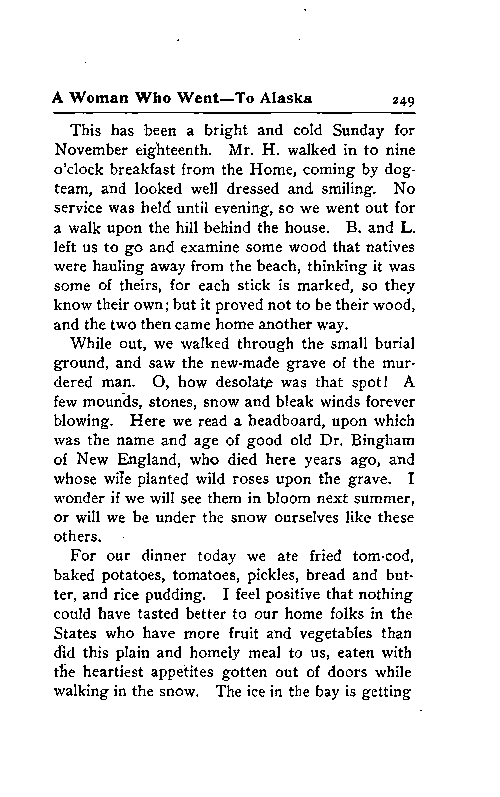 A Woman Who Went—To Alaska 249
This has been a bright and cold Sunday for
November eighteenth. Mr. H. walked in to nine
o'clock breakfast from the Home, coming by dog-
team, and looked well dressed and smiling. No
service was held until evening, so we went out for
a walk upon the hill behind the house. B. and L.
left us to go and examine some wood that natives
were hauling away from the beach, thinking it was
some of theirs, for each stick is marked, so they
know their own; but it proved not to be their wood,
and the two then came home another way.
While out, we walked through the small burial
ground, and saw the new-made grave of the mur-
dered man. O, how desolate was that spot! A
few mounds, stones, snow and bleak winds forever
blowing. Here we read a headboard, upon which
was the name and age of good old Dr. Bingham
of New England, who died here years ago, and
whose wife planted wild roses upon the grave. I
wonder if we will see them in bloom next summer,
or will we be under the snow ourselves like these
others.
For our dinner today we ate fried tom-cod,
baked potatoes, tomatoes, pickles, bread and but-
ter, and rice pudding. I feel positive that nothing
could have tasted better to our home folks in the
States who have more fruit and vegetables than
did this plain and homely meal to us, eaten with
the heartiest appetites gotten out of doors while
walking in the snow. The ice in the bay is getting